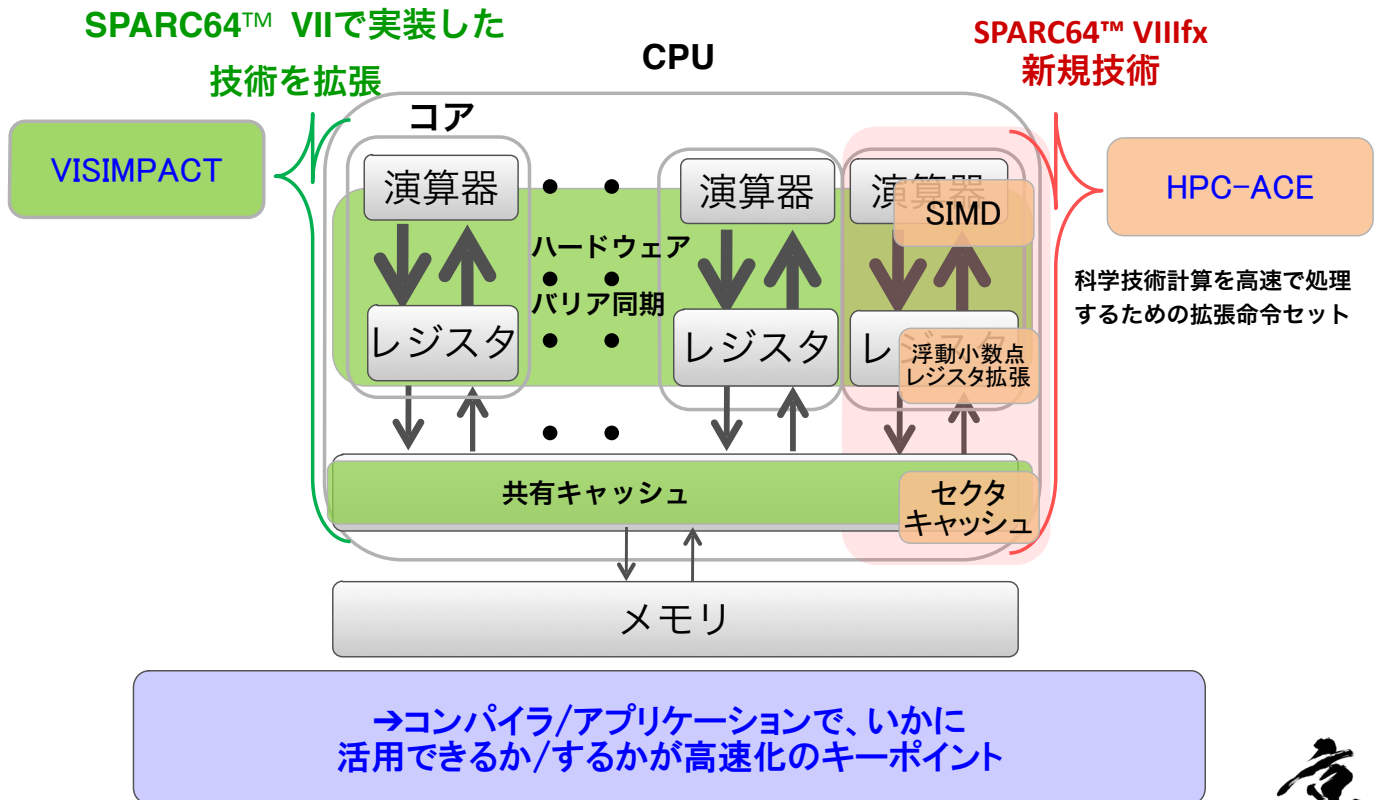 SPARC64™ VIIで実装した
技術を拡張
CPU
SPARC64™ VIIIfx
新規技術
コア
VISIMPACT
HPC-ACE
演算器
演算器
演算器
SIMD
ハードウェア
バリア同期
科学技術計算を高速で処理
するための拡張命令セット
レジスタ
レジスタ
レジスタ
浮動小数点
レジスタ拡張
共有キャッシュ
セクタ
キャッシュ
メモリ
➔コンパイラ/アプリケーションで、いかに
活用できるか/するかが高速化のキーポイント